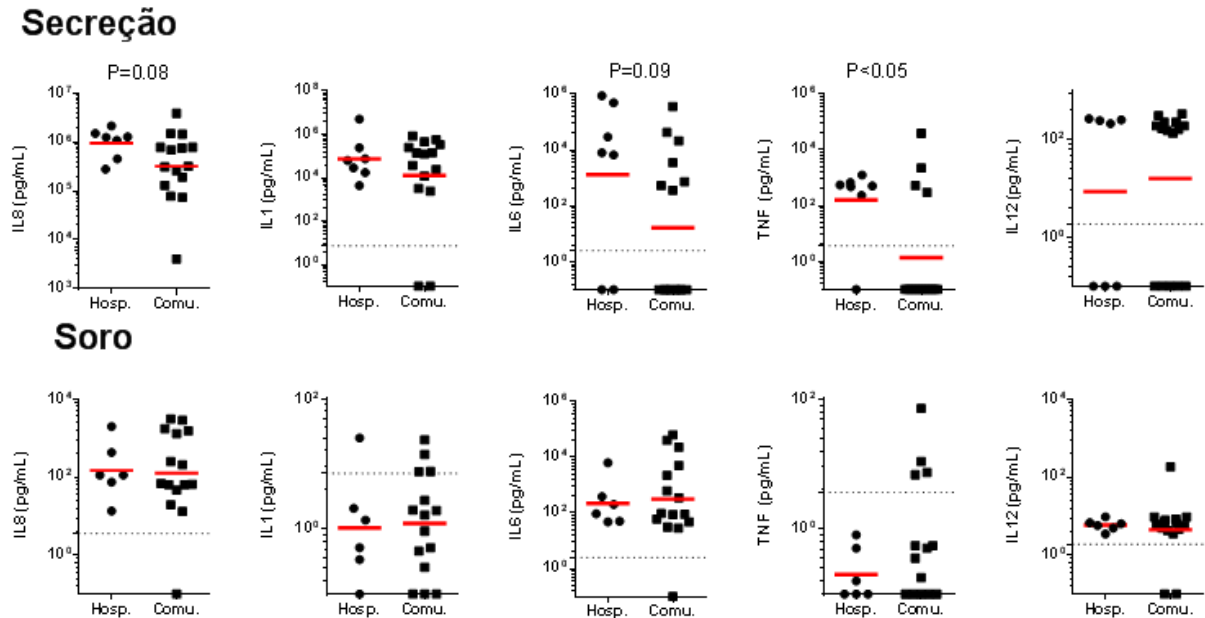 Secreção
P=0.08
IL8 (pg/mL)
10^7
10^6
10^5
10^4
10^3
Hosp.
Comu.
IL1 (pg/mL)
10^8
10^6
10^4
10^2
10^0
Hosp.
Comu.
P=0.09
IL6 (pg/mL)
10^6
10^4
10^2
10^0
Hosp.
Comu.
P<0.05
TNF (pg/mL)
10^6
10^4
10^2
10^0
Hosp.
Comu.
IL12 (pg/mL)
10^2
10^0
Hosp.
Comu.
Soro
IL8 (pg/mL)
10^4
10^2
10^0
Hosp.
Comu.
IL1 (pg/mL)
10^2
10^0
Hosp.
Comu.
IL6 (pg/mL)
10^6
10^4
10^2
10^0
Hosp.
Comu.
TNF (pg/mL)
10^2
10^0
Hosp.
Comu.
IL12 (pg/mL)
10^4
10^2
10^0
Hosp.
Comu.